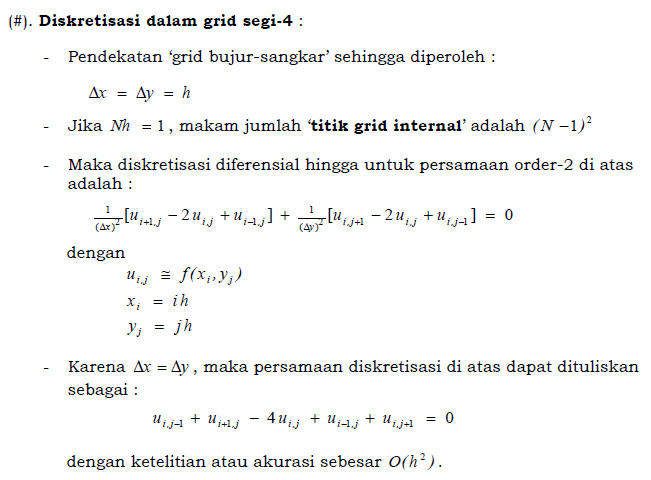 (#). Diskretisasi dalam grid segi-4 :
- Pendekatan ‘grid bujur-sangkar’ sehingga diperoleh :
Δx = Δy = h
- Jika Nh = 1 , makam jumlah ‘titik grid internal’ adalah (N −1)²
- Maka diskretisasi diferensial hingga untuk persamaan order-2 di atas
adalah :
1/(Δx)² [u_{i+1,j} − 2u_{i,j} + u_{i−1,j}] + 1/(Δy)² [u_{i,j+1} − 2u_{i,j} + u_{i,j−1}] = 0
dengan
u_{i,j} ≅ f(x_i, y_j)
x_i = ih
y_j = jh
- Karena Δx = Δy , maka persamaan diskretisasi di atas dapat dituliskan
sebagai :
u_{i,j−1} + u_{i+1,j} − 4u_{i,j} + u_{i−1,j} + u_{i,j+1} = 0
dengan ketelitian atau akurasi sebesar O(h²).